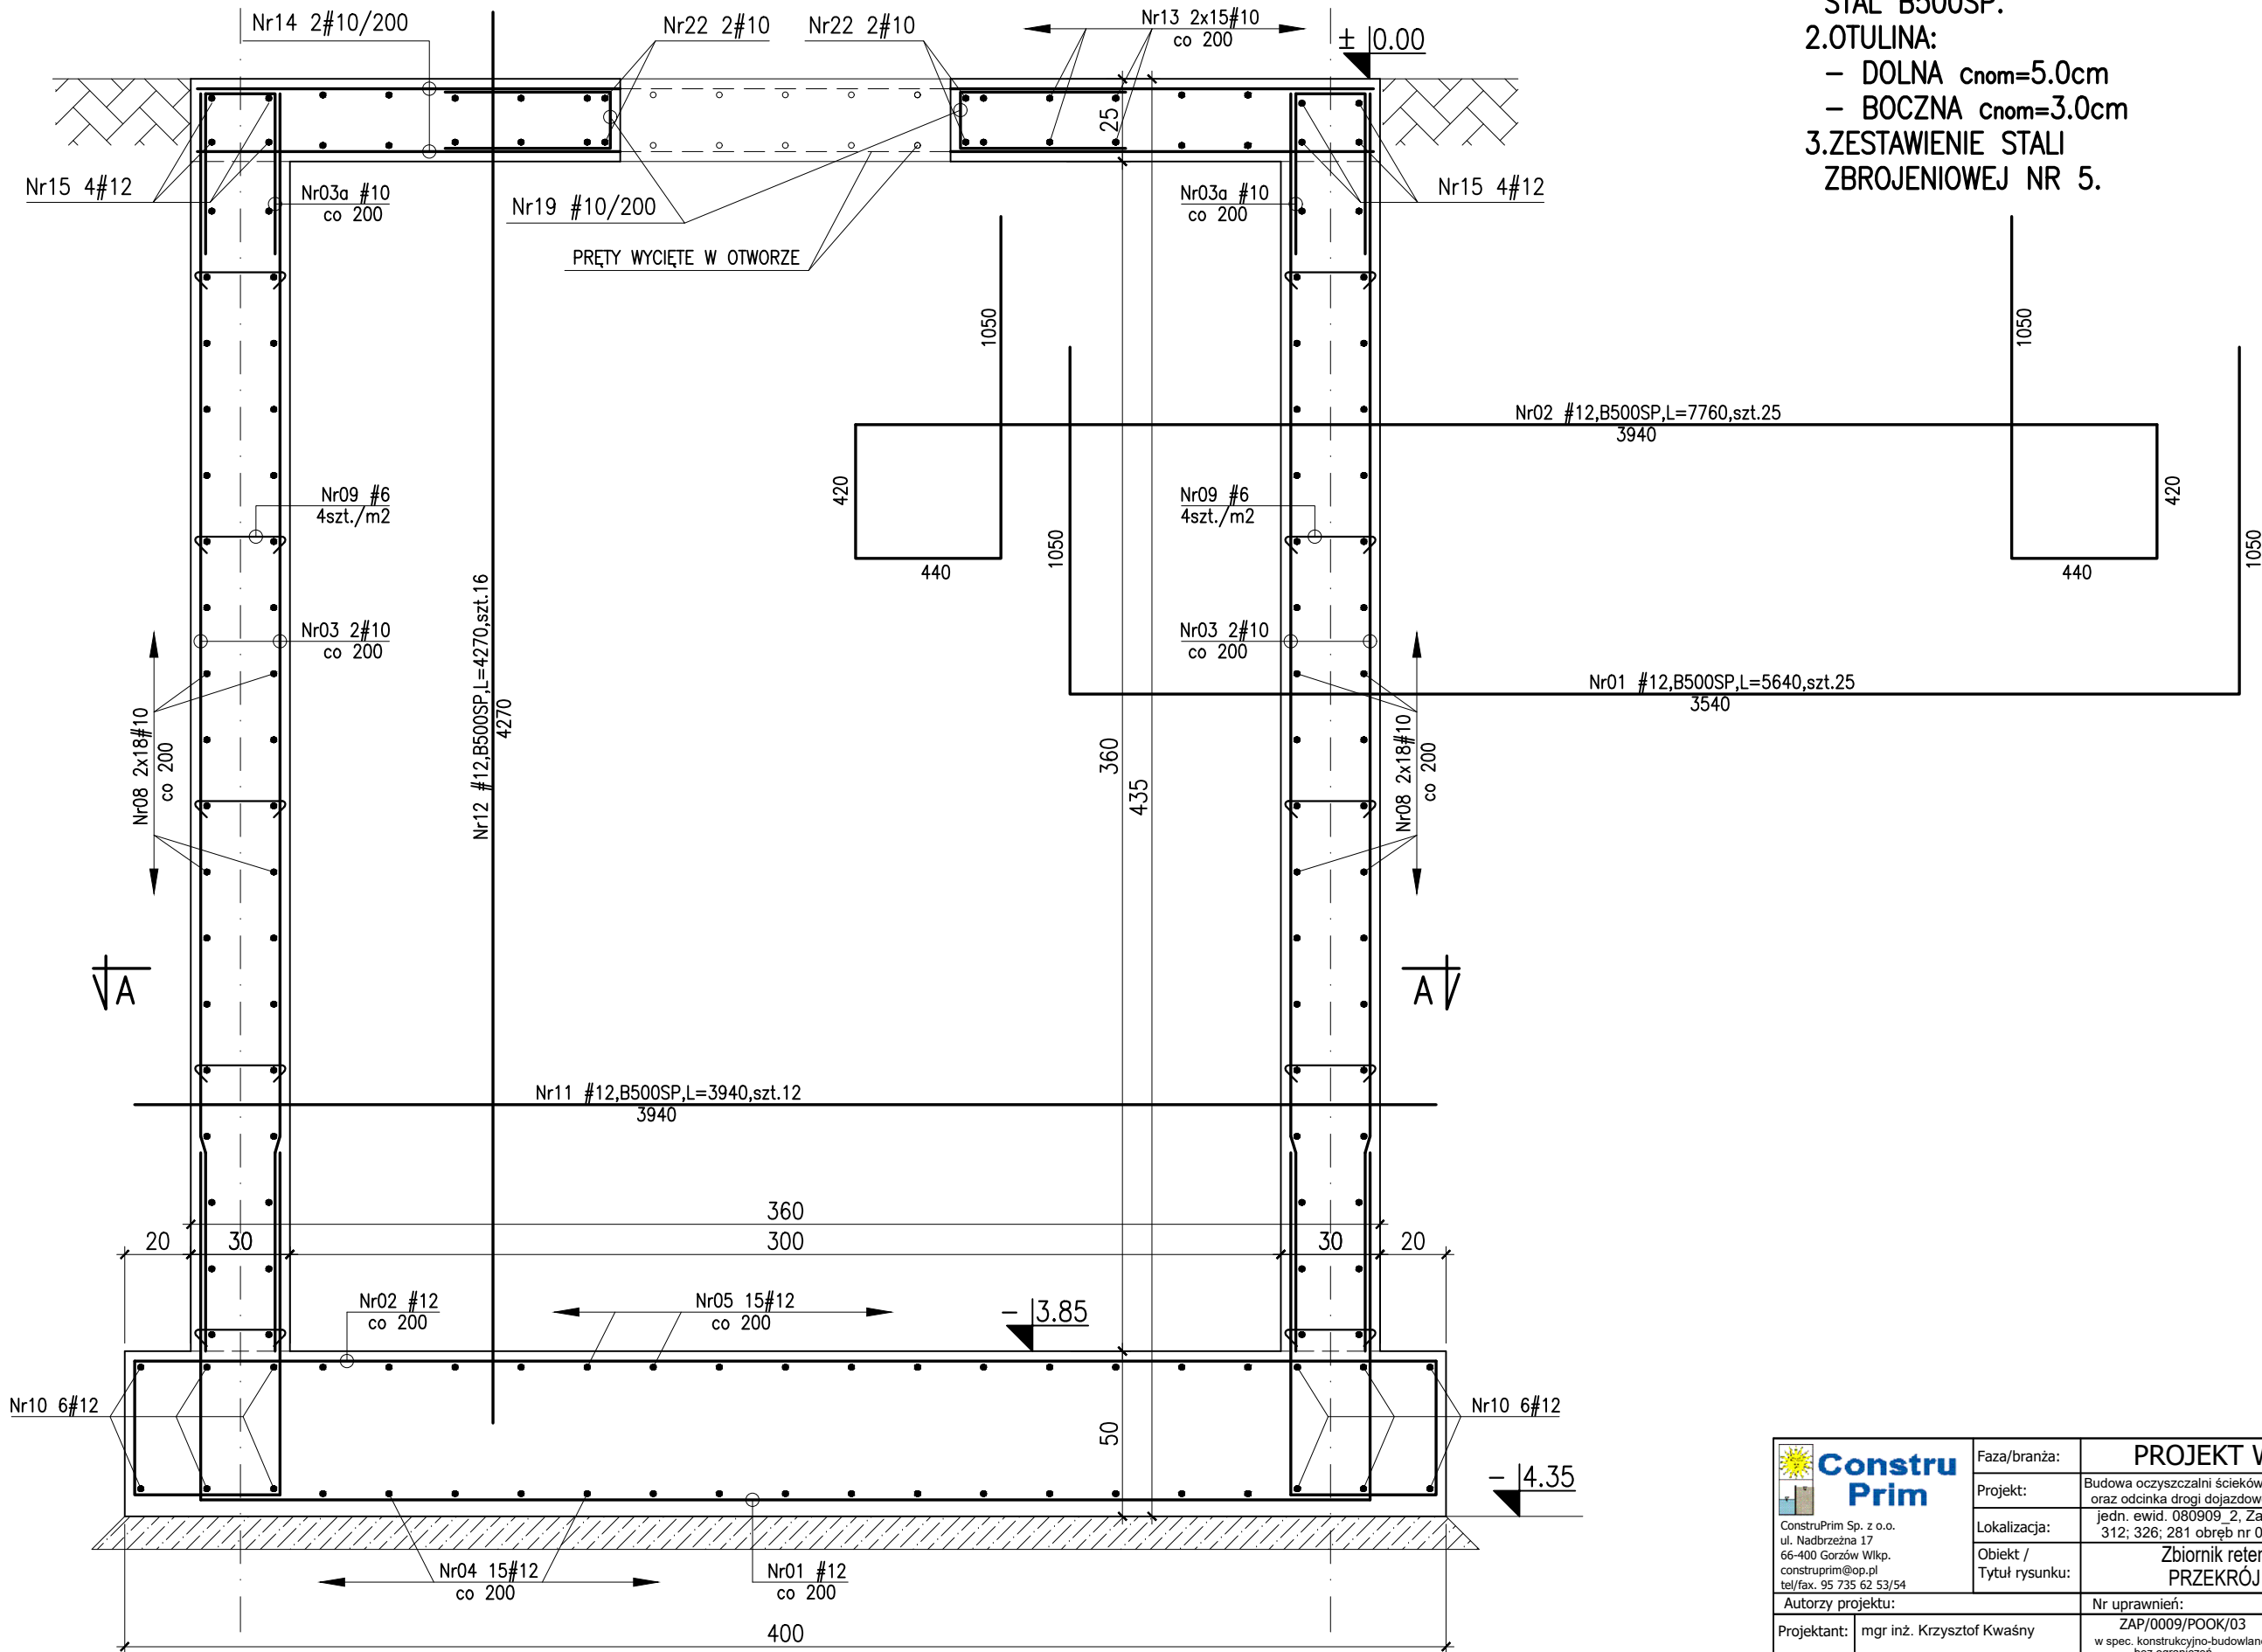 STAL B500SP.
2.OTULINA:
– DOLNA cnom=5.0cm
– BOCZNA cnom=3.0cm
3.ZESTAWIENIE STALI
ZBROJENIOWEJ NR 5.
Nr14 2#10/200
Nr22 2#10
Nr22 2#10
Nr13 2x15#10
co 200
± 0.00
25
Nr15 4#12
Nr03a #10
co 200
Nr19 #10/200
Nr03a #10
co 200
Nr15 4#12
PRĘTY WYCIĘTE W OTWORZE
1050
1050
Nr02 #12,B500SP,L=7760,szt.25
3940
420
440
420
440
Nr09 #6
4szt./m2
Nr09 #6
4szt./m2
1050
1050
Nr12 #12,B500SP,L=4270,szt.16
4270
Nr03 2#10
co 200
Nr03 2#10
co 200
Nr01 #12,B500SP,L=5640,szt.25
3540
Nr08 2x18#10
co 200
360
435
Nr08 2x18#10
co 200
A
A
Nr11 #12,B500SP,L=3940,szt.12
3940
360
20
30
300
30
20
Nr02 #12
co 200
Nr05 15#12
co 200
– 3.85
Nr10 6#12
50
Nr10 6#12
– 4.35
Nr04 15#12
co 200
Nr01 #12
co 200
400
Constru
Prim
ConstruPrim Sp. z o.o.
ul. Nadbrzeżna 17
66-400 Gorzów Wlkp.
construprim@op.pl
tel/fax. 95 735 62 53/54
Faza/branża:
PROJEKT W
Projekt:
Budowa oczyszczalni ścieków
oraz odcinka drogi dojazdow
Lokalizacja:
jedn. ewid. 080909_2, Za
312; 326; 281 obręb nr 0
Obiekt /
Tytuł rysunku:
Zbiornik reten
PRZEKRÓJ
Autorzy projektu:
Nr uprawnień:
Projektant:
mgr inż. Krzysztof Kwaśny
ZAP/0009/POOK/03
w spec. konstrukcyjno-budowlane